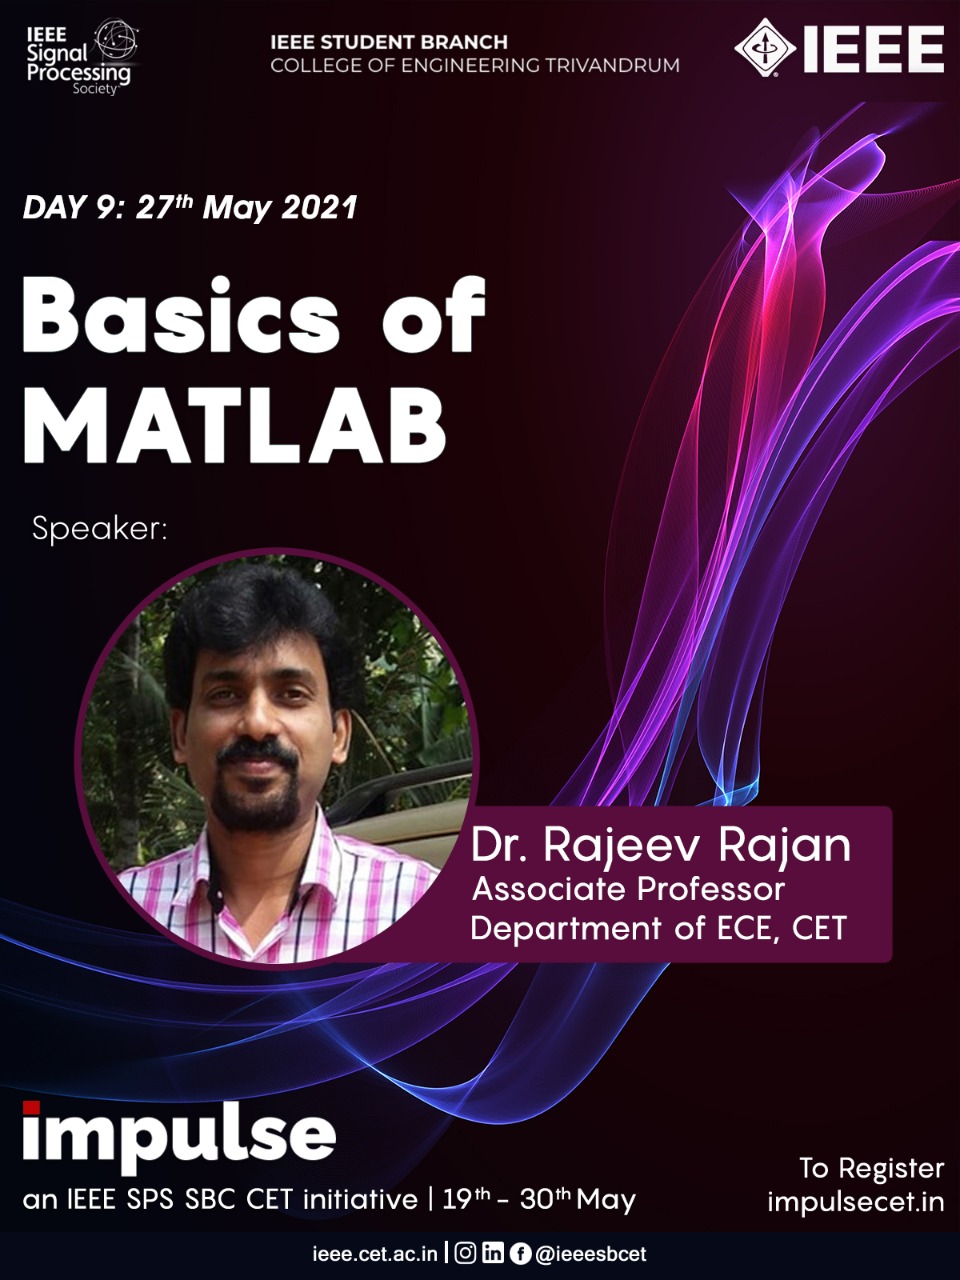 IEEE
Signal
Processing
Society
IEEE STUDENT BRANCH
COLLEGE OF ENGINEERING TRIVANDRUM
IEEE
DAY 9: 27th May 2021
Basics of
MATLAB
Speaker:
Dr. Rajeev Rajan
Associate Professor
Department of ECE, CET
impulse
an IEEE SPS SBC CET initiative | 19th - 30th May
To Register
impulsecet.in
ieee.cet.ac.in | @ieeesbcet